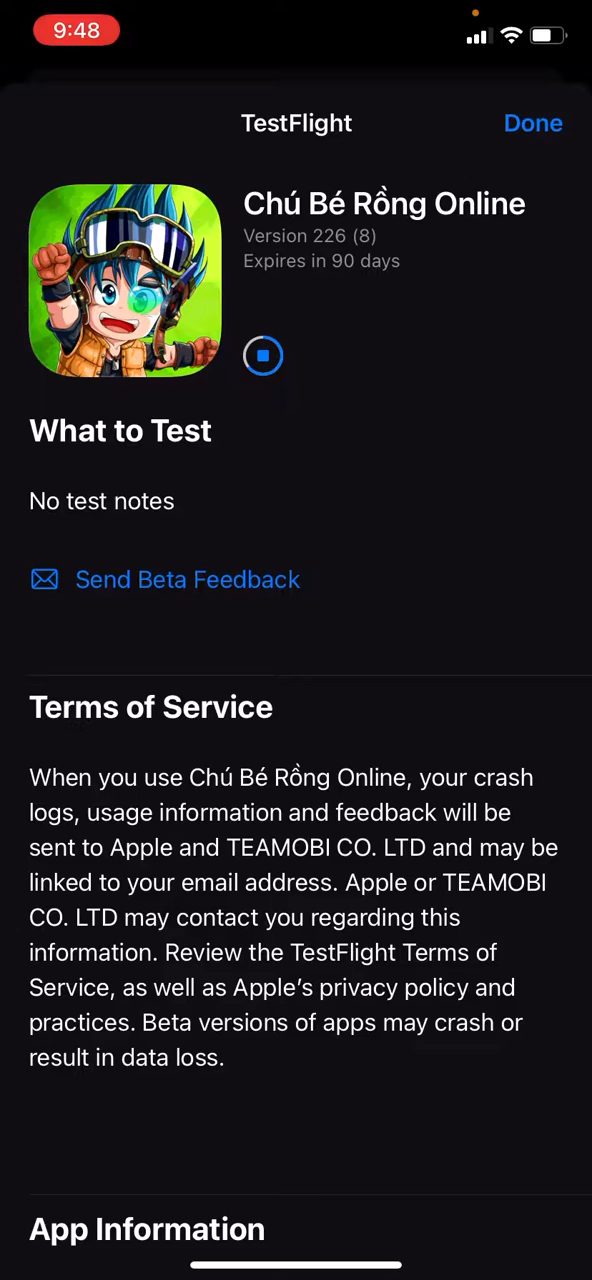 9:48
TestFlight
Done
Chú Bé Rồng Online
Version 226 (8)
Expires in 90 days
What to Test
No test notes
Send Beta Feedback
Terms of Service
When you use Chú Bé Rồng Online, your crash
logs, usage information and feedback will be
sent to Apple and TEAMOBI CO. LTD and may be
linked to your email address. Apple or TEAMOBI
CO. LTD may contact you regarding this
information. Review the TestFlight Terms of
Service, as well as Apple’s privacy policy and
practices. Beta versions of apps may crash or
result in data loss.
App Information